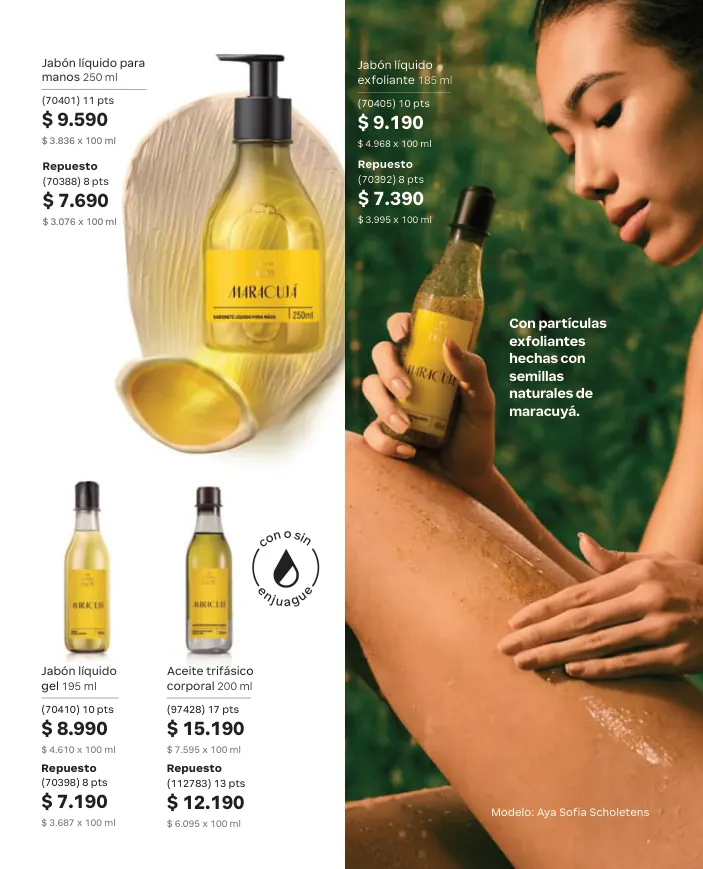 Jabón líquido para
manos 250 ml
(70401) 11 pts
$ 9.590
$ 3.836 x 100 ml
Repuesto
(70388) 8 pts
$ 7.690
$ 3.076 x 100 ml
MARACUJÁ
SABONETE LÍQUIDO PARA MÃOS
250ml
Jabón líquido
exfoliante 185 ml
(70405) 10 pts
$ 9.190
$ 4.968 x 100 ml
Repuesto
(70392) 8 pts
$ 7.390
$ 3.995 x 100 ml
MARACUJÁ
Con partículas
exfoliantes
hechas con
semillas
naturales de
maracuyá.
MARACUJÁ
MARACUJÁ
con o sin
enjuague
Jabón líquido
gel 195 ml
(70410) 10 pts
$ 8.990
$ 4.610 x 100 ml
Repuesto
(70398) 8 pts
$ 7.190
$ 3.687 x 100 ml
Aceite trifásico
corporal 200 ml
(97428) 17 pts
$ 15.190
$ 7.595 x 100 ml
Repuesto
(112783) 13 pts
$ 12.190
$ 6.095 x 100 ml
Modelo: Aya Sofia Scholetens